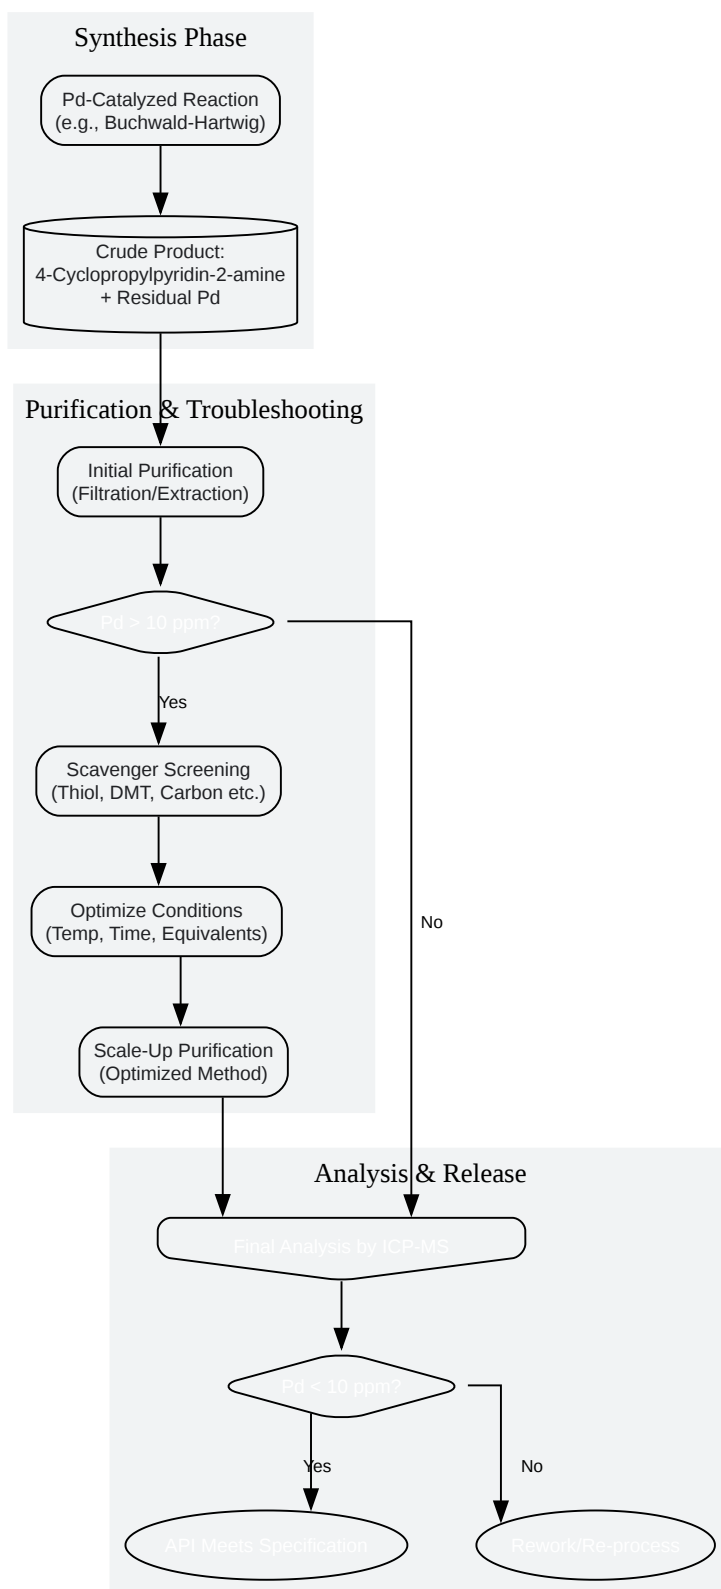 Synthesis Phase
Pd-Catalyzed Reaction
(e.g., Buchwald-Hartwig)
Crude Product:
4-Cyclopropylpyridin-2-amine
+ Residual Pd
Purification & Troubleshooting
Initial Purification
(Filtration/Extraction)
Pd > 10 ppm?
Yes
Scavenger Screening
(Thiol, DMT, Carbon etc.)
Optimize Conditions
(Temp, Time, Equivalents)
No
Scale-Up Purification
(Optimized Method)
Analysis & Release
Final Analysis by ICP-MS
Pd < 10 ppm?
Yes
No
API Meets Specification
Rework/Re-process